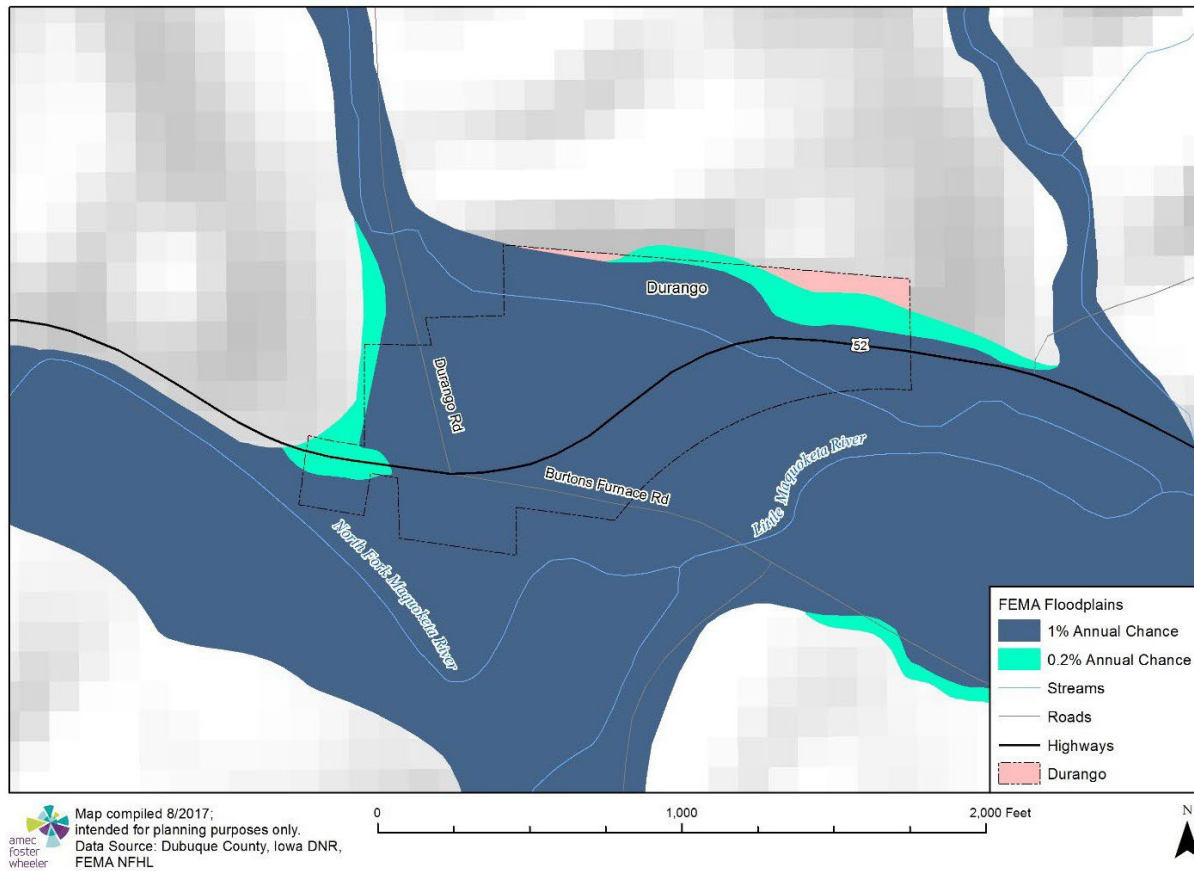 Durango
52
Durango Rd
Burtons Furnace Rd
Little Maquoketa River
North Fork Maquoketa River
FEMA Floodplains
1% Annual Chance
0.2% Annual Chance
Streams
Roads
Highways
Durango
amec
foster
wheeler
Map compiled 8/2017;
intended for planning purposes only.
Data Source: Dubuque County, Iowa DNR,
FEMA NFHL
0
1,000
2,000 Feet
N